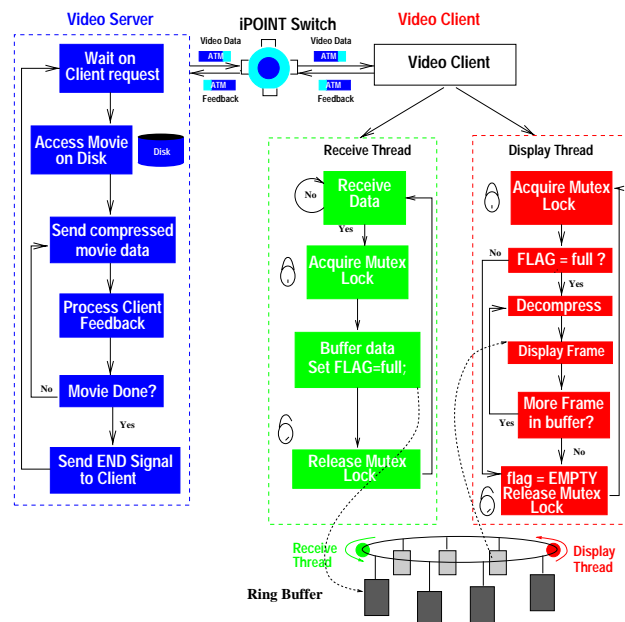 Video Server
iPOINT Switch
Video Client
Wait on
Client request
Video Data
ATM
ATM
Feedback
Video Data
ATM
ATM
Feedback
Video Client
Access Movie
on Disk
Disk
Send compressed
movie data
Process Client
Feedback
No
Movie Done?
Yes
Send END Signal
to Client
Receive Thread
No
Receive
Data
Yes
Acquire Mutex
Lock
Buffer data
Set FLAG=full;
Release Mutex
Lock
Display Thread
Acquire Mutex
Lock
No
FLAG = full ?
Yes
Decompress
Display Frame
More Frame
in buffer?
Yes
No
flag = EMPTY
Release Mutex
Lock
Receive
Thread
Display
Thread
Ring Buffer